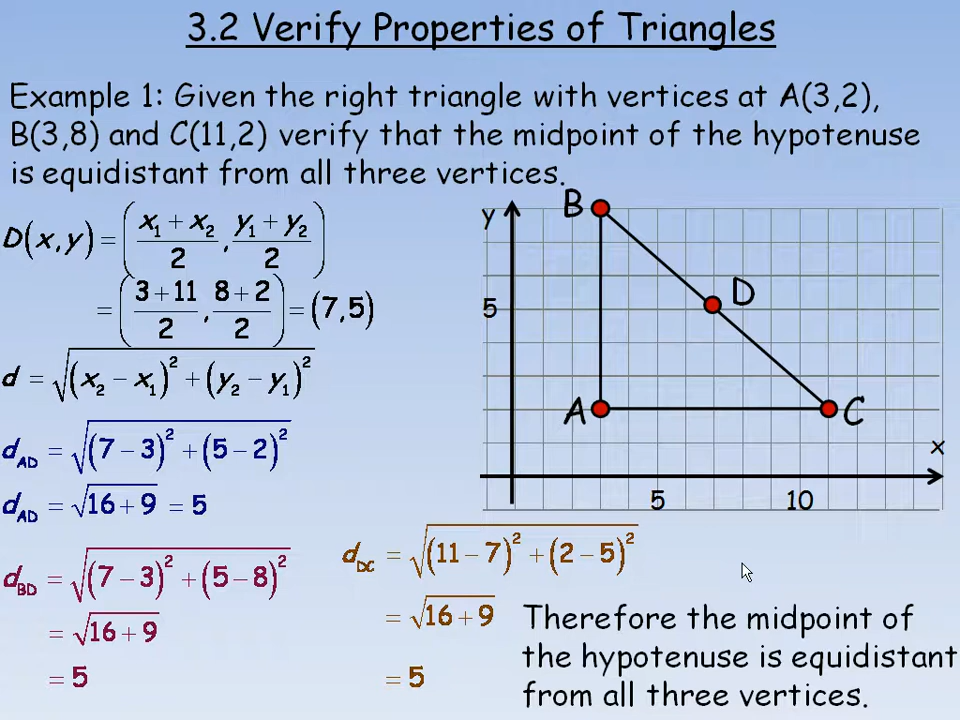 3.2 Verify Properties of Triangles
Example 1: Given the right triangle with vertices at A(3,2),
B(3,8) and C(11,2) verify that the midpoint of the hypotenuse
is equidistant from all three vertices.
D(x,y) = ((x₁ + x₂)/2, (y₁ + y₂)/2)
= ((3 + 11)/2, (8 + 2)/2) = (7,5)
d = √((x₂ − x₁)² + (y₂ − y₁)²)
d_AD = √((7 − 3)² + (5 − 2)²)
d_AD = √(16 + 9) = 5
d_BD = √((7 − 3)² + (5 − 8)²)
= √(16 + 9)
= 5
y
B
5
D
A
C
x
5 10
d_DC = √((11 − 7)² + (2 − 5)²)
= √(16 + 9)
= 5
Therefore the midpoint of
the hypotenuse is equidistant
from all three vertices.